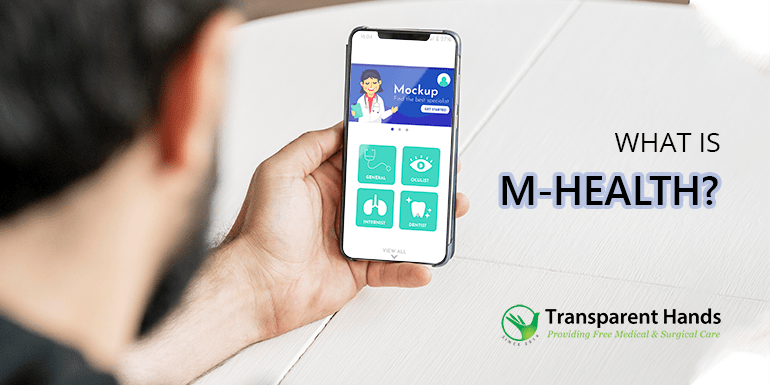 Mockup
Find the best specialist
GET STARTED
GENERAL
OCULIST
INTERNIST
DENTIST
VIEW ALL
WHAT IS
M-HEALTH?
Transparent Hands
Providing Free Medical & Surgical Care